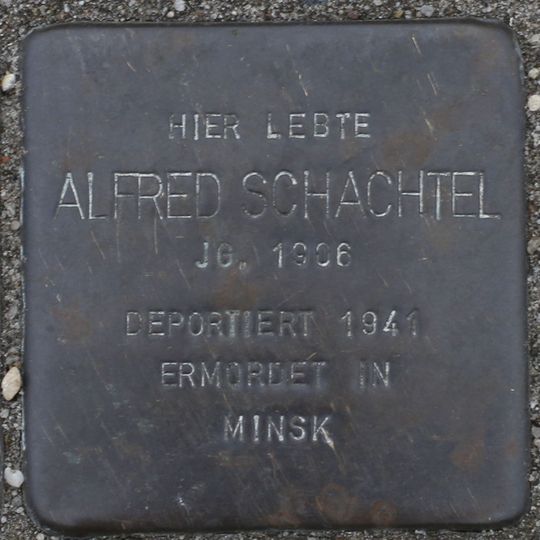 HIER LEBTE
ALFRED SCHACHTEL
JG. 1906
DEPORTIERT 1941
ERMORDET IN
MINSK